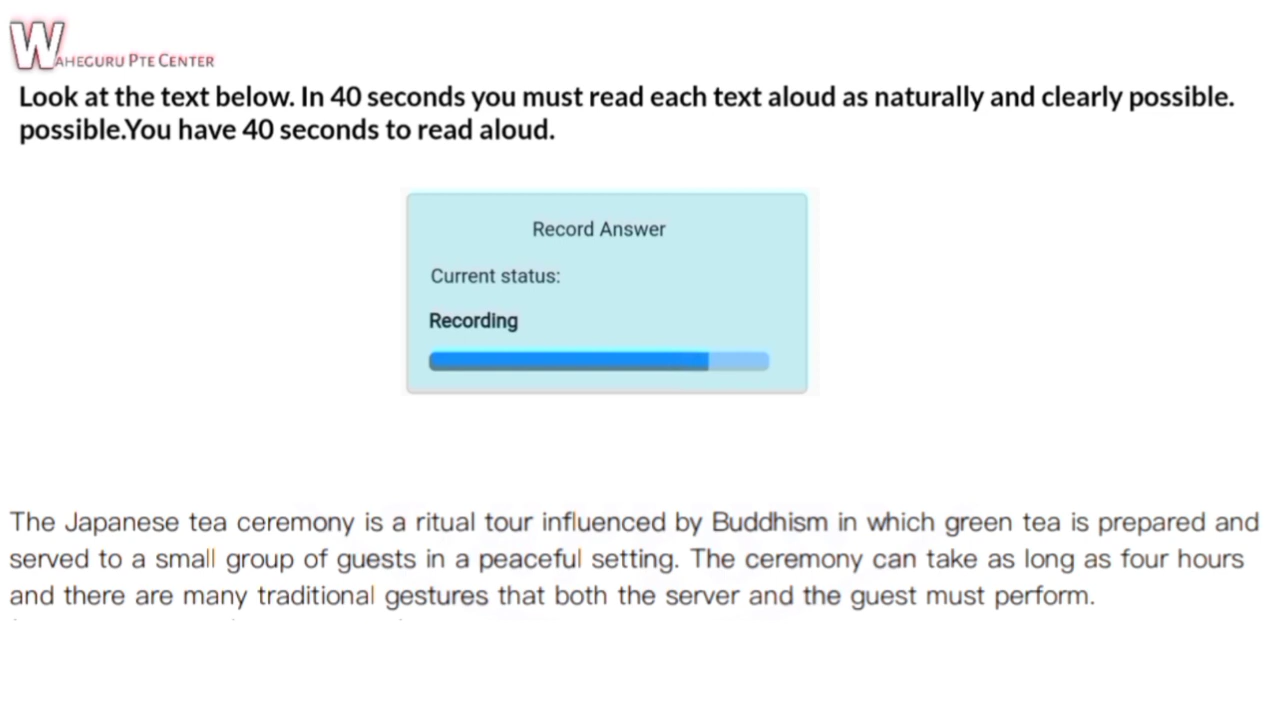 WAHEGURU PTE CENTER
Look at the text below. In 40 seconds you must read each text aloud as naturally and clearly possible.
possible.You have 40 seconds to read aloud.
Record Answer
Current status:
Recording
The Japanese tea ceremony is a ritual tour influenced by Buddhism in which green tea is prepared and
served to a small group of guests in a peaceful setting. The ceremony can take as long as four hours
and there are many traditional gestures that both the server and the guest must perform.